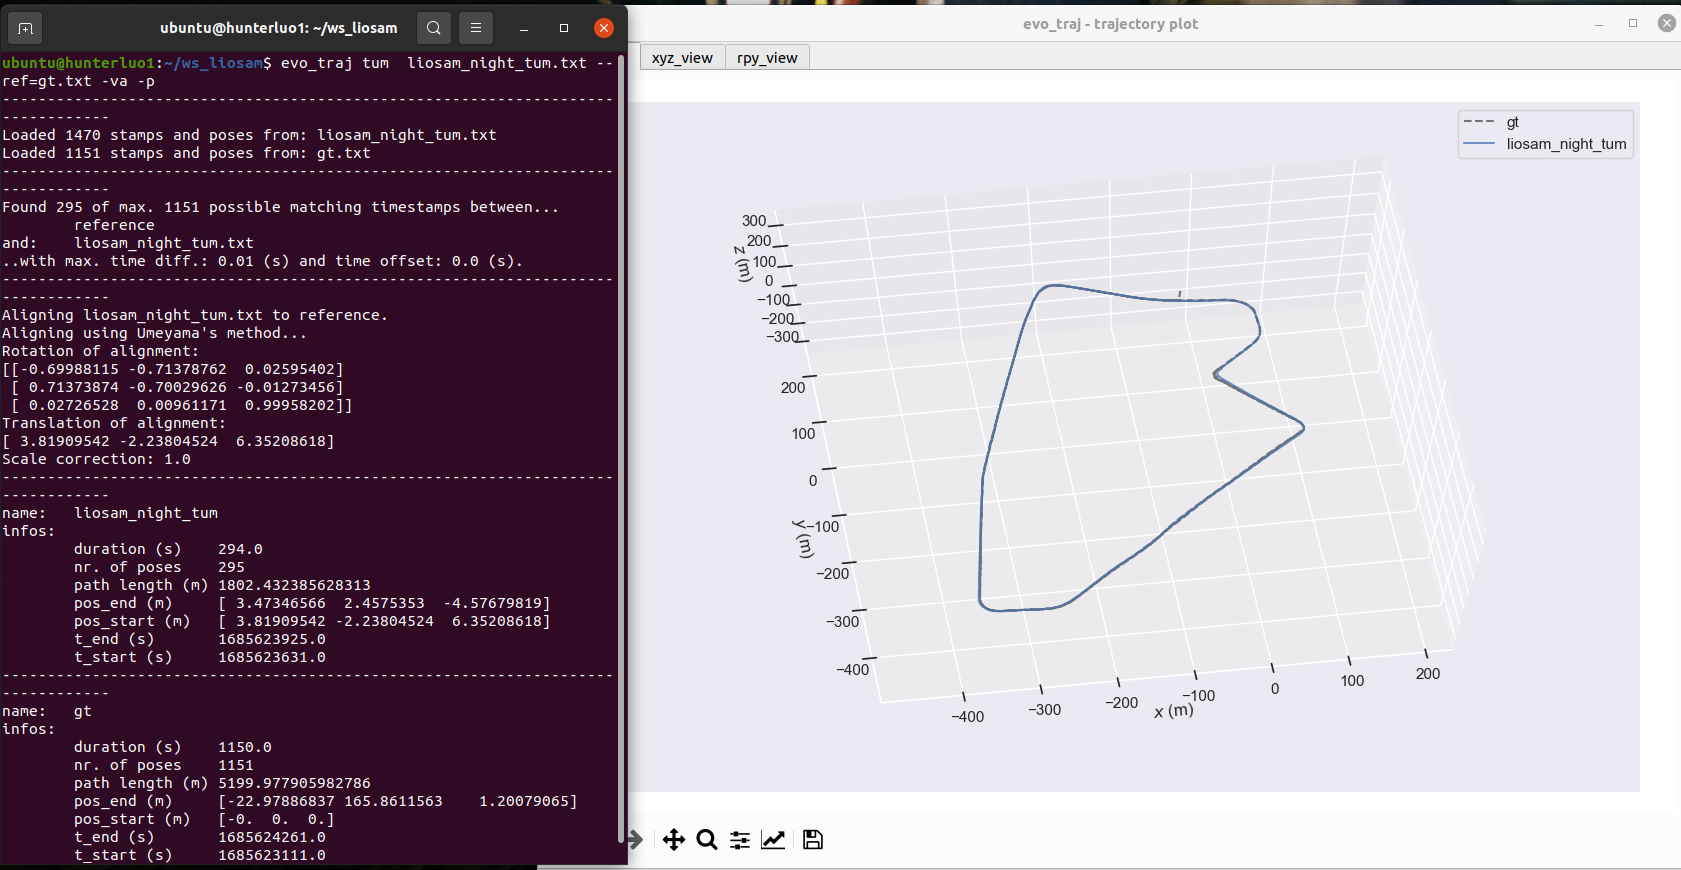 ubuntu@hunterluo1: ~/ws_liosam
ubuntu@hunterluo1:~/ws_liosam$ evo_traj tum  liosam_night_tum.txt --
ref=gt.txt -va -p
--------------------------------------------------------------------
------------
Loaded 1470 stamps and poses from: liosam_night_tum.txt
Loaded 1151 stamps and poses from: gt.txt
--------------------------------------------------------------------
------------
Found 295 of max. 1151 possible matching timestamps between...
        reference
and:    liosam_night_tum.txt
..with max. time diff.: 0.01 (s) and time offset: 0.0 (s).
--------------------------------------------------------------------
------------
Aligning liosam_night_tum.txt to reference.
Aligning using Umeyama's method...
Rotation of alignment:
[[-0.69988115 -0.71378762  0.02595402]
 [ 0.71373874 -0.70029626 -0.01273456]
 [ 0.02726528  0.00961171  0.99958202]]
Translation of alignment:
[ 3.81909542 -2.23804524  6.35208618]
Scale correction: 1.0
--------------------------------------------------------------------
------------
name:   liosam_night_tum
infos:
        duration (s)    294.0
        nr. of poses    295
        path length (m) 1802.432385628313
        pos_end (m)     [ 3.47346566  2.4575353  -4.57679819]
        pos_start (m)   [ 3.81909542 -2.23804524  6.35208618]
        t_end (s)       1685623925.0
        t_start (s)     1685623631.0
--------------------------------------------------------------------
------------
name:   gt
infos:
        duration (s)    1150.0
        nr. of poses    1151
        path length (m) 5199.977905982786
        pos_end (m)     [-22.97886837 165.8611563    1.20079065]
        pos_start (m)   [-0.  0.  0.]
        t_end (s)       1685624261.0
        t_start (s)     1685623111.0
evo_traj - trajectory plot
xyz_view
rpy_view
gt
liosam_night_tum
300
200
100
0
−100
−200
−300
z (m)
200
100
0
−100
−200
−300
−400
y (m)
−400
−300
−200
−100
0
100
200
x (m)